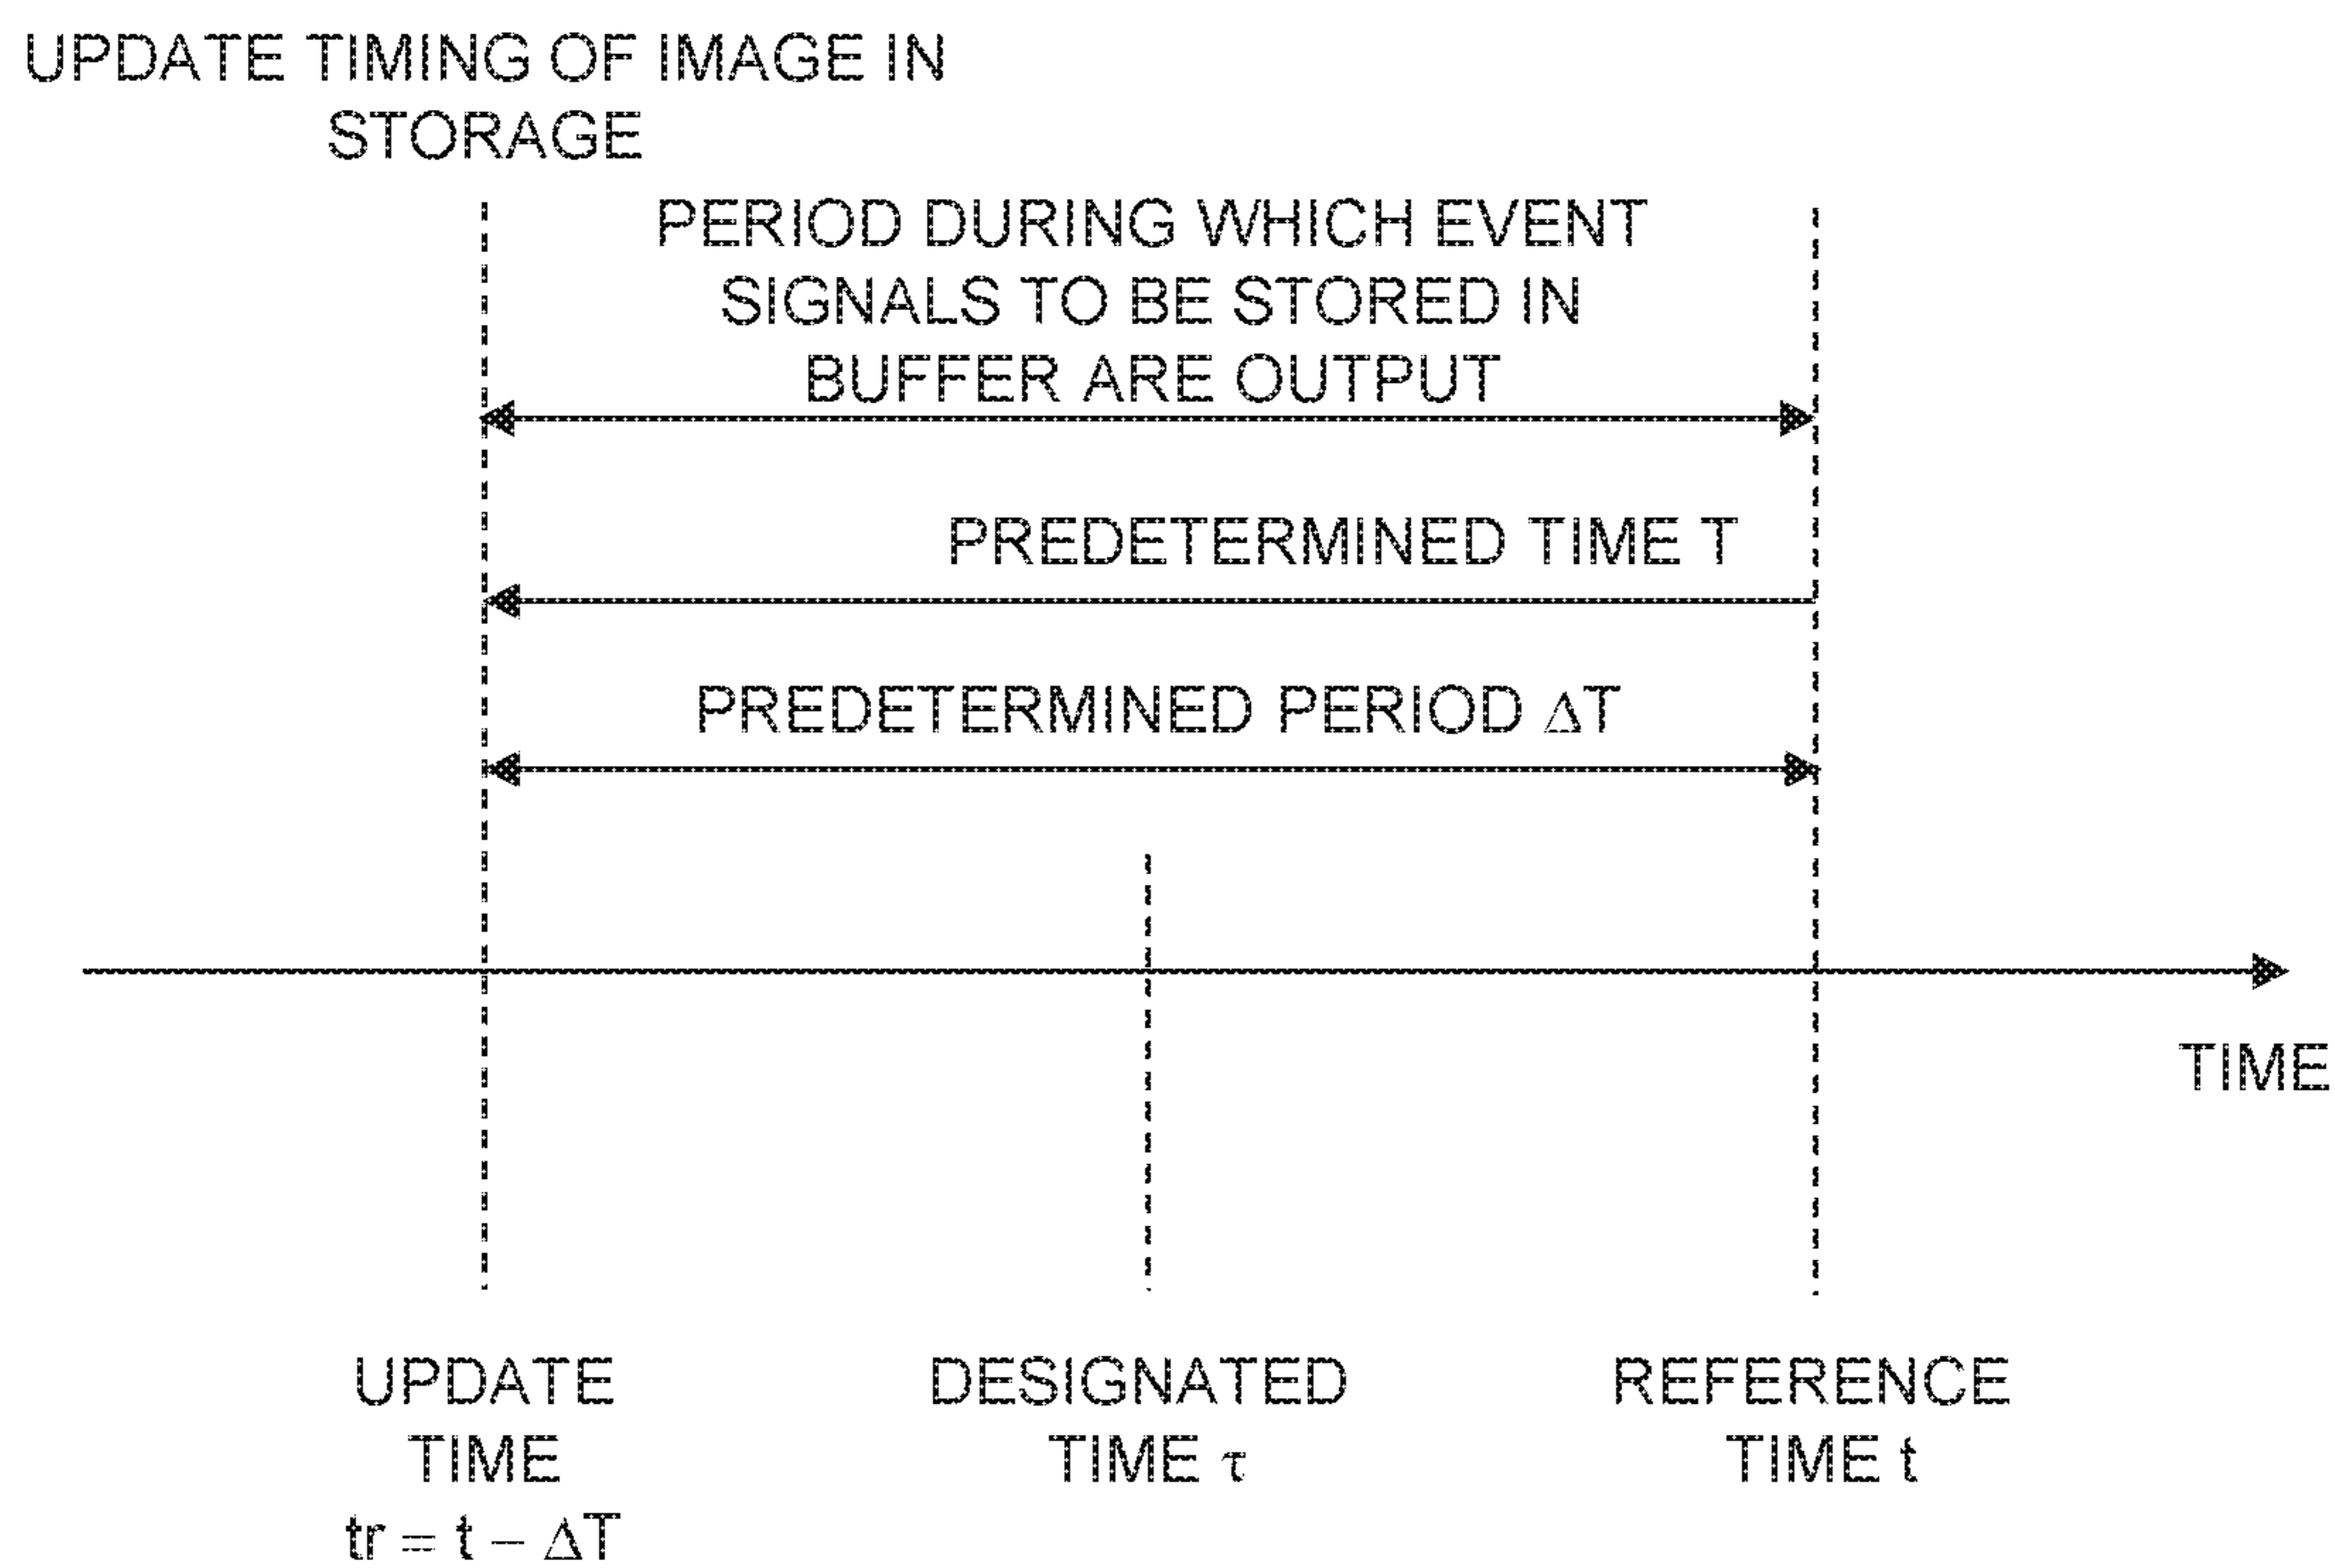 UPDATE TIMING OF IMAGE IN
STORAGE
PERIOD DURING WHICH EVENT
SIGNALS TO BE STORED IN
BUFFER ARE OUTPUT
PREDETERMINED TIME T
PREDETERMINED PERIOD ΔT
TIME
UPDATE
TIME
tr = t – ΔT
DESIGNATED
TIME τ
REFERENCE
TIME t